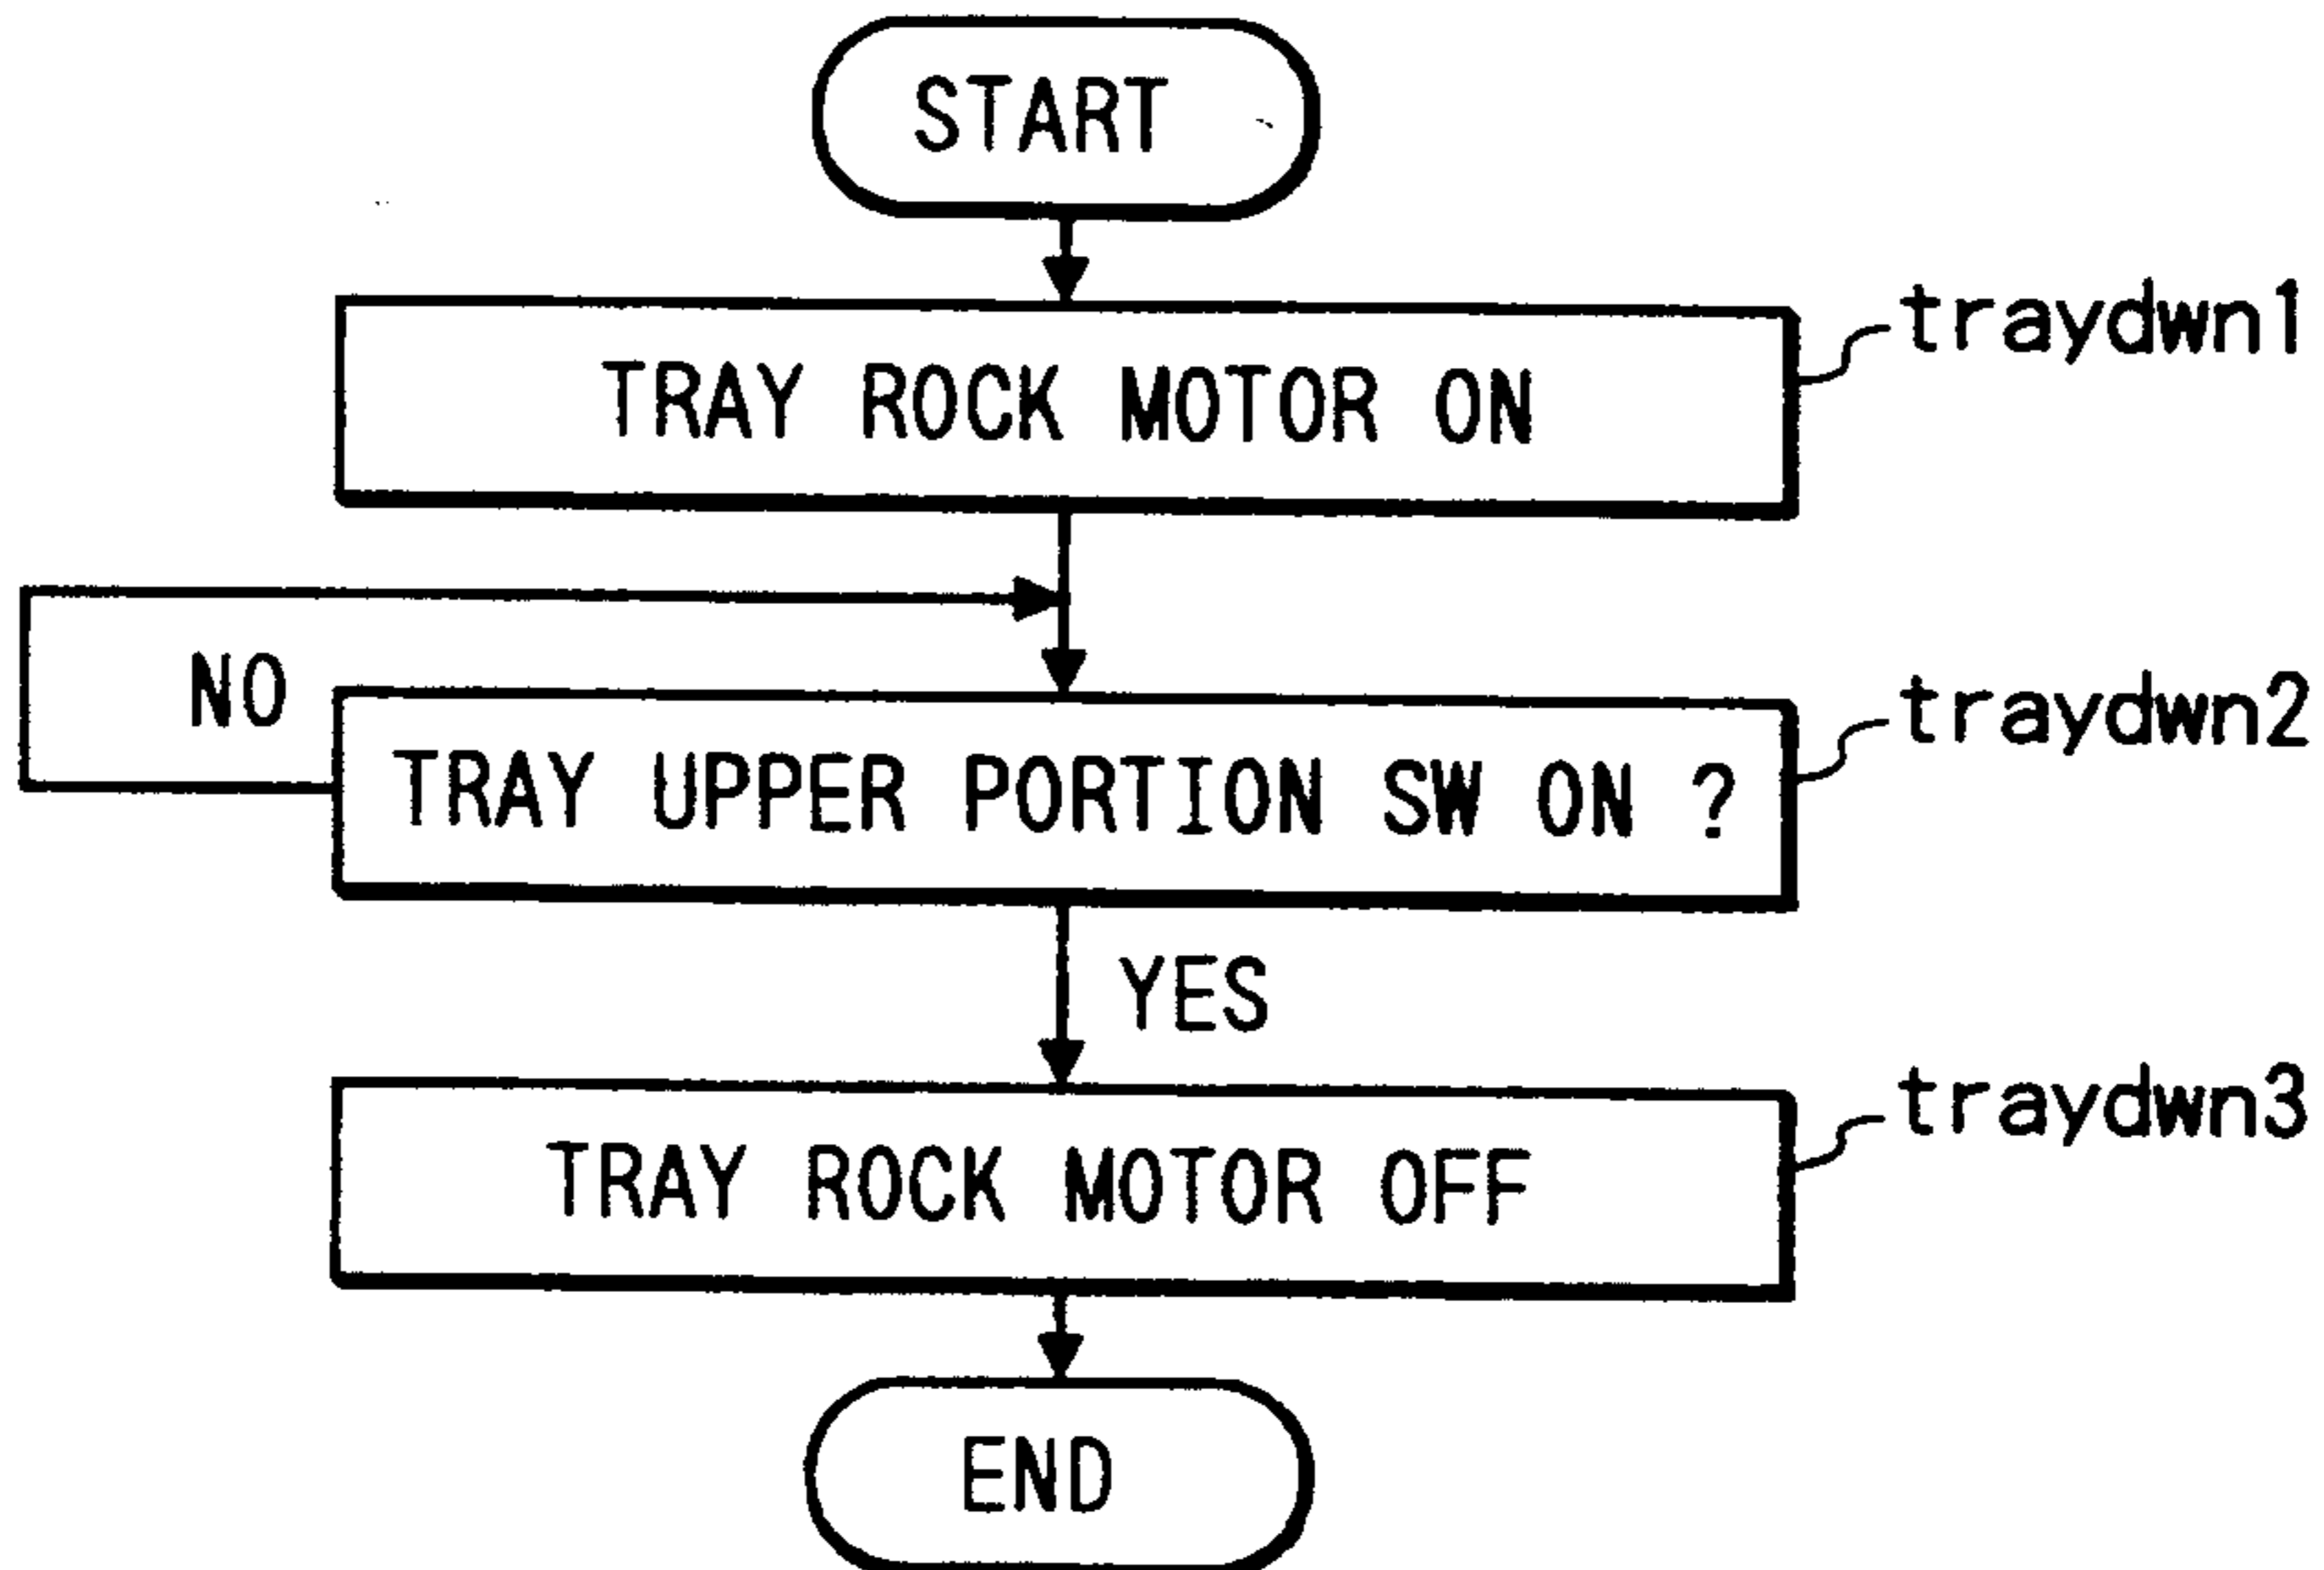 START
TRAY ROCK MOTOR ON
traydwn1
NO
TRAY UPPER PORTION SW ON ?
traydwn2
YES
TRAY ROCK MOTOR OFF
traydwn3
END